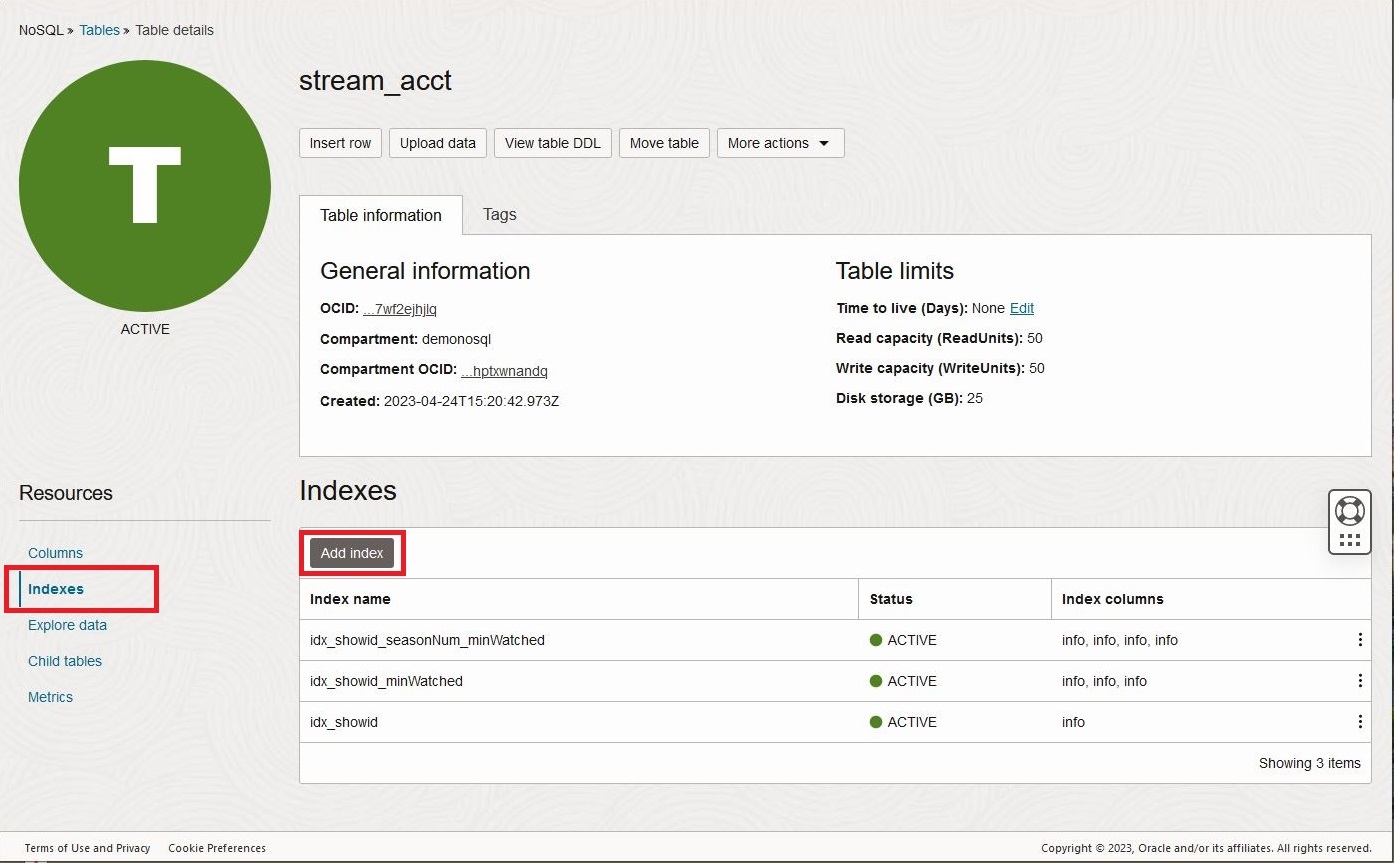 NoSQL » Tables » Table details
T
ACTIVE
stream_acct
Insert row Upload data View table DDL Move table More actions
Table information Tags
General information
OCID: ...7wf2ejhjlq
Compartment: demonosql
Compartment OCID: ...hptxwnandq
Created: 2023-04-24T15:20:42.973Z
Table limits
Time to live (Days): None Edit
Read capacity (ReadUnits): 50
Write capacity (WriteUnits): 50
Disk storage (GB): 25
Resources
Columns
Indexes
Explore data
Child tables
Metrics
Indexes
Add index
Index name Status Index columns
idx_showid_seasonNum_minWatched ACTIVE info, info, info, info
idx_showid_minWatched ACTIVE info, info, info
idx_showid ACTIVE info
Showing 3 items
Terms of Use and Privacy Cookie Preferences Copyright © 2023, Oracle and/or its affiliates. All rights reserved.